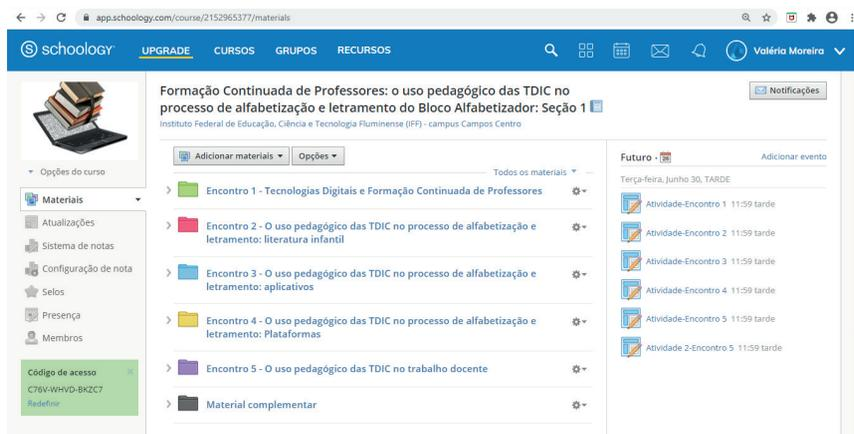 app.schoology.com/course/2152965377/materials
S schoology
UPGRADE
CURSOS
GRUPOS
RECURSOS
Valéria Moreira
Formação Continuada de Professores: o uso pedagógico das TDIC no
processo de alfabetização e letramento do Bloco Alfabetizador: Seção 1
Instituto Federal de Educação, Ciência e Tecnologia Fluminense (IFF) - campus Campos Centro
Notificações
Opções do curso
Materiais
Atualizações
Sistema de notas
Configuração de nota
Selos
Presença
Membros
Código de acesso
C76V-WHVD-BKZC7
Redefinir
Adicionar materiais
Opções
Todos os materiais
Encontro 1 - Tecnologias Digitais e Formação Continuada de Professores
Encontro 2 - O uso pedagógico das TDIC no processo de alfabetização e
letramento: literatura infantil
Encontro 3 - O uso pedagógico das TDIC no processo de alfabetização e
letramento: aplicativos
Encontro 4 - O uso pedagógico das TDIC no processo de alfabetização e
letramento: Plataformas
Encontro 5 - O uso pedagógico das TDIC no trabalho docente
Material complementar
Futuro ·
Adicionar evento
Terça-feira, Junho 30, TARDE
Atividade-Encontro 1 11:59 tarde
Atividade-Encontro 2 11:59 tarde
Atividade-Encontro 3 11:59 tarde
Atividade-Encontro 4 11:59 tarde
Atividade-Encontro 5 11:59 tarde
Atividade 2-Encontro 5 11:59 tarde